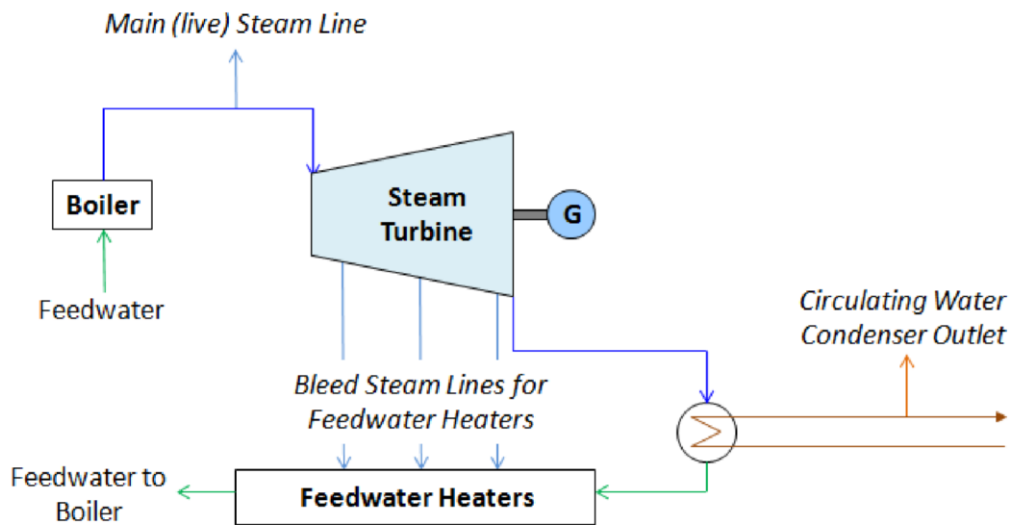 Main (live) Steam Line
Boiler
Steam
Turbine
G
Feedwater
Circulating Water
Condenser Outlet
Bleed Steam Lines for
Feedwater Heaters
Feedwater to
Boiler
Feedwater Heaters